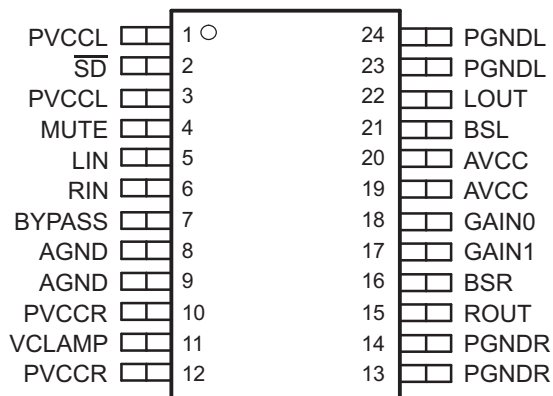 PVCCL 1 24 PGNDL
SD 2 23 PGNDL
PVCCL 3 22 LOUT
MUTE 4 21 BSL
LIN 5 20 AVCC
RIN 6 19 AVCC
BYPASS 7 18 GAIN0
AGND 8 17 GAIN1
AGND 9 16 BSR
PVCCR 10 15 ROUT
VCLAMP 11 14 PGNDR
PVCCR 12 13 PGNDR